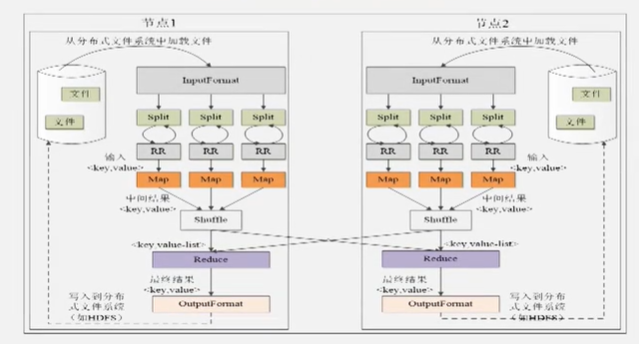 节点1
从分布式文件系统中加载文件
InputFormat
文件
文件
Split
Split
Split
RR
RR
RR
输入
<key,value>
Map
Map
Map
中间结果
<key,value>
Shuffle
<key,value-list>
Reduce
最终结果
<key,value>
OutputFormat
写入到分布
式文件系统
（如HDFS）
节点2
从分布式文件系统中加载文件
InputFormat
文件
文件
Split
Split
Split
RR
RR
RR
输入
<key,value>
Map
Map
Map
中间结果
<key,value>
Shuffle
<key,value-list>
Reduce
最终结果
<key,value>
OutputFormat
写入到分布
式文件系统
（如HDFS）